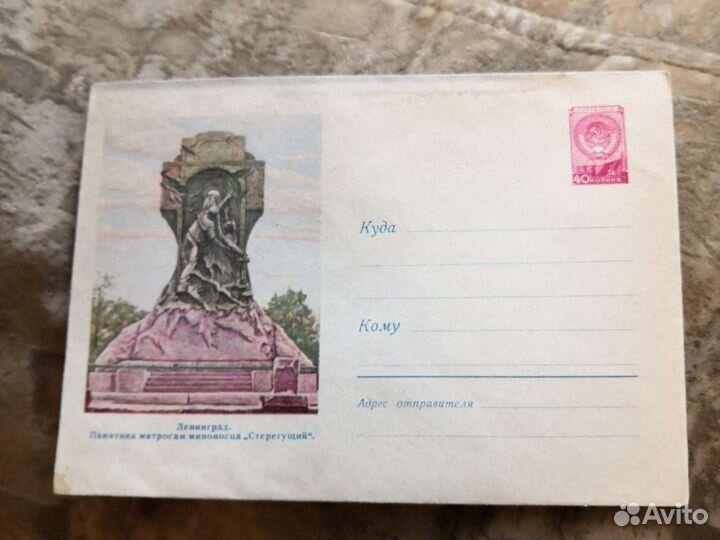 40 КОПЕЕК
Куда
Кому
Адрес отправителя
Ленинград.
Памятник матросам миноносца „Стерегущий“.
Avito